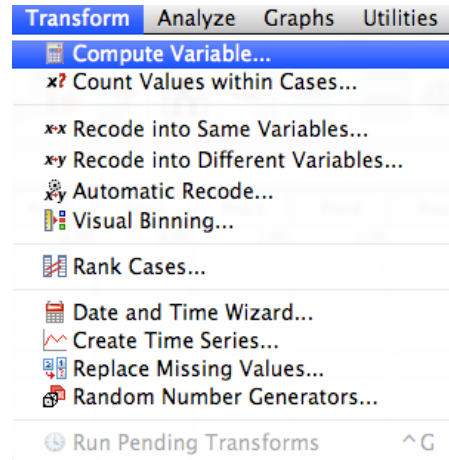 Transform Analyze Graphs Utilities
Compute Variable...
x? Count Values within Cases...
x•x Recode into Same Variables...
x•y Recode into Different Variables...
x•y Automatic Recode...
Visual Binning...
Rank Cases...
Date and Time Wizard...
Create Time Series...
Replace Missing Values...
Random Number Generators...
Run Pending Transforms ^G